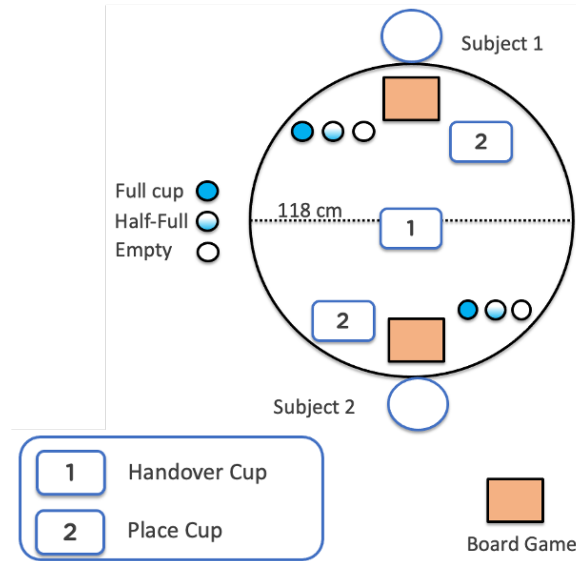 Subject 1
2
Full cup
118 cm
Half-Full
1
Empty
2
Subject 2
1 Handover Cup
2 Place Cup
Board Game